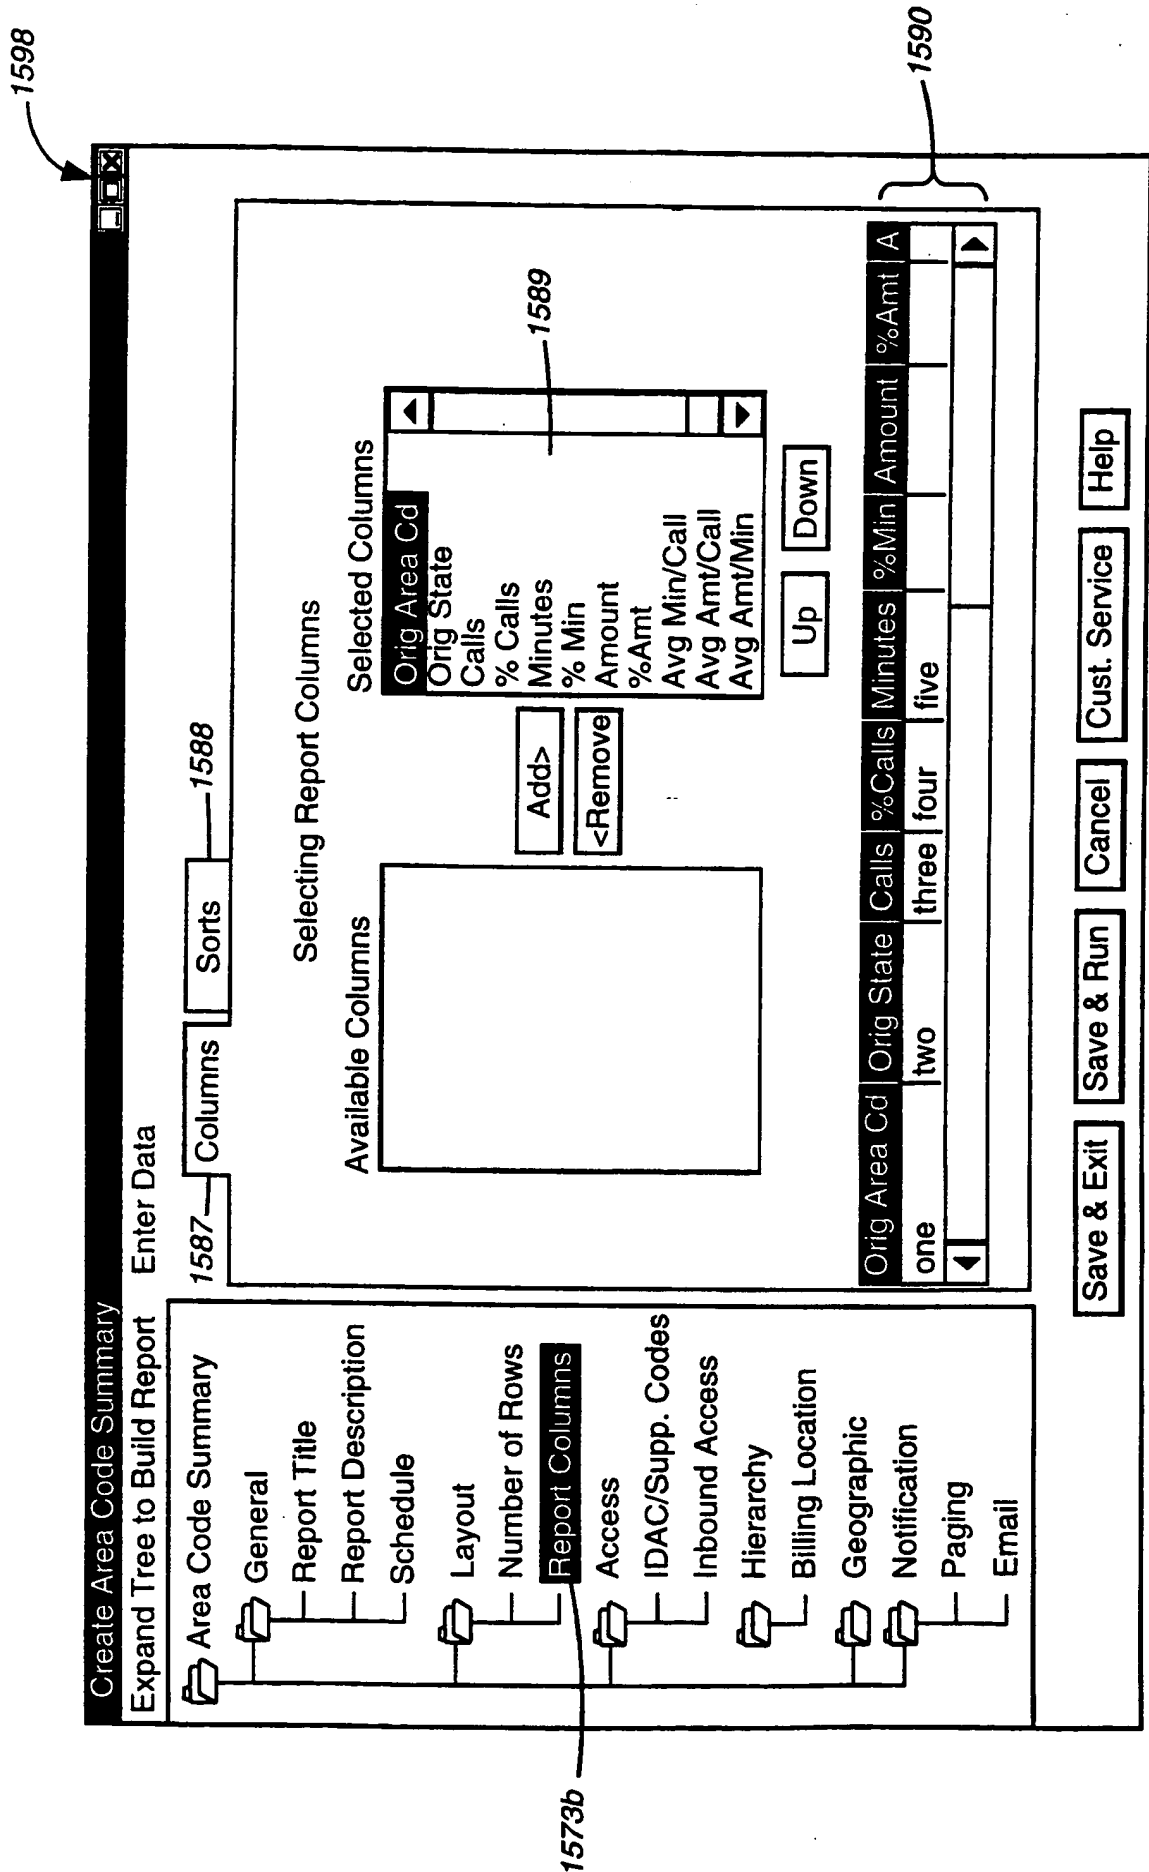 1598
Create Area Code Summary
Expand Tree to Build Report
Enter Data
Area Code Summary
General
Report Title
Report Description
Schedule
Layout
Number of Rows
Report Columns
Access
IDAC/Supp. Codes
Inbound Access
Hierarchy
Billing Location
Geographic
Notification
Paging
Email
1573b
1587
Columns
Sorts
1588
Selecting Report Columns
Available Columns
Add>
<Remove
Selected Columns
Orig Area Cd
Orig State
Calls
% Calls
Minutes
% Min
Amount
%Amt
Avg Min/Call
Avg Amt/Call
Avg Amt/Min
1589
Up
Down
Orig Area Cd Orig State Calls %Calls Minutes %Min Amount %Amt A
one two three four five
1590
Save & Exit
Save & Run
Cancel
Cust. Service
Help